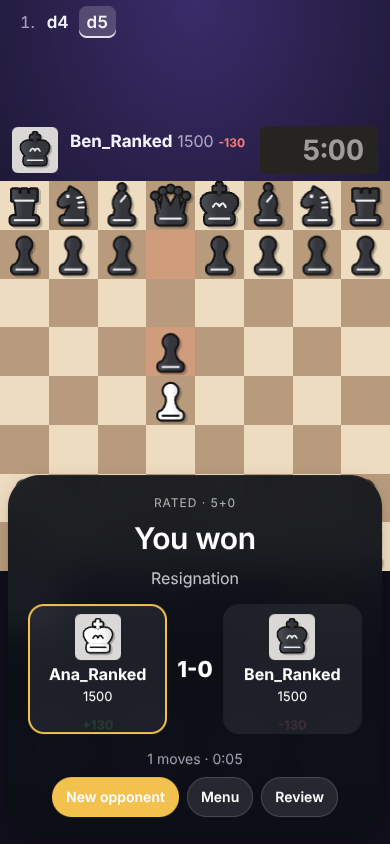 1. d4 d5
Ben_Ranked 1500 -130
5:00
RATED · 5+0
You won
Resignation
Ana_Ranked
1500
+130
1-0
Ben_Ranked
1500
-130
1 moves · 0:05
New opponent
Menu
Review